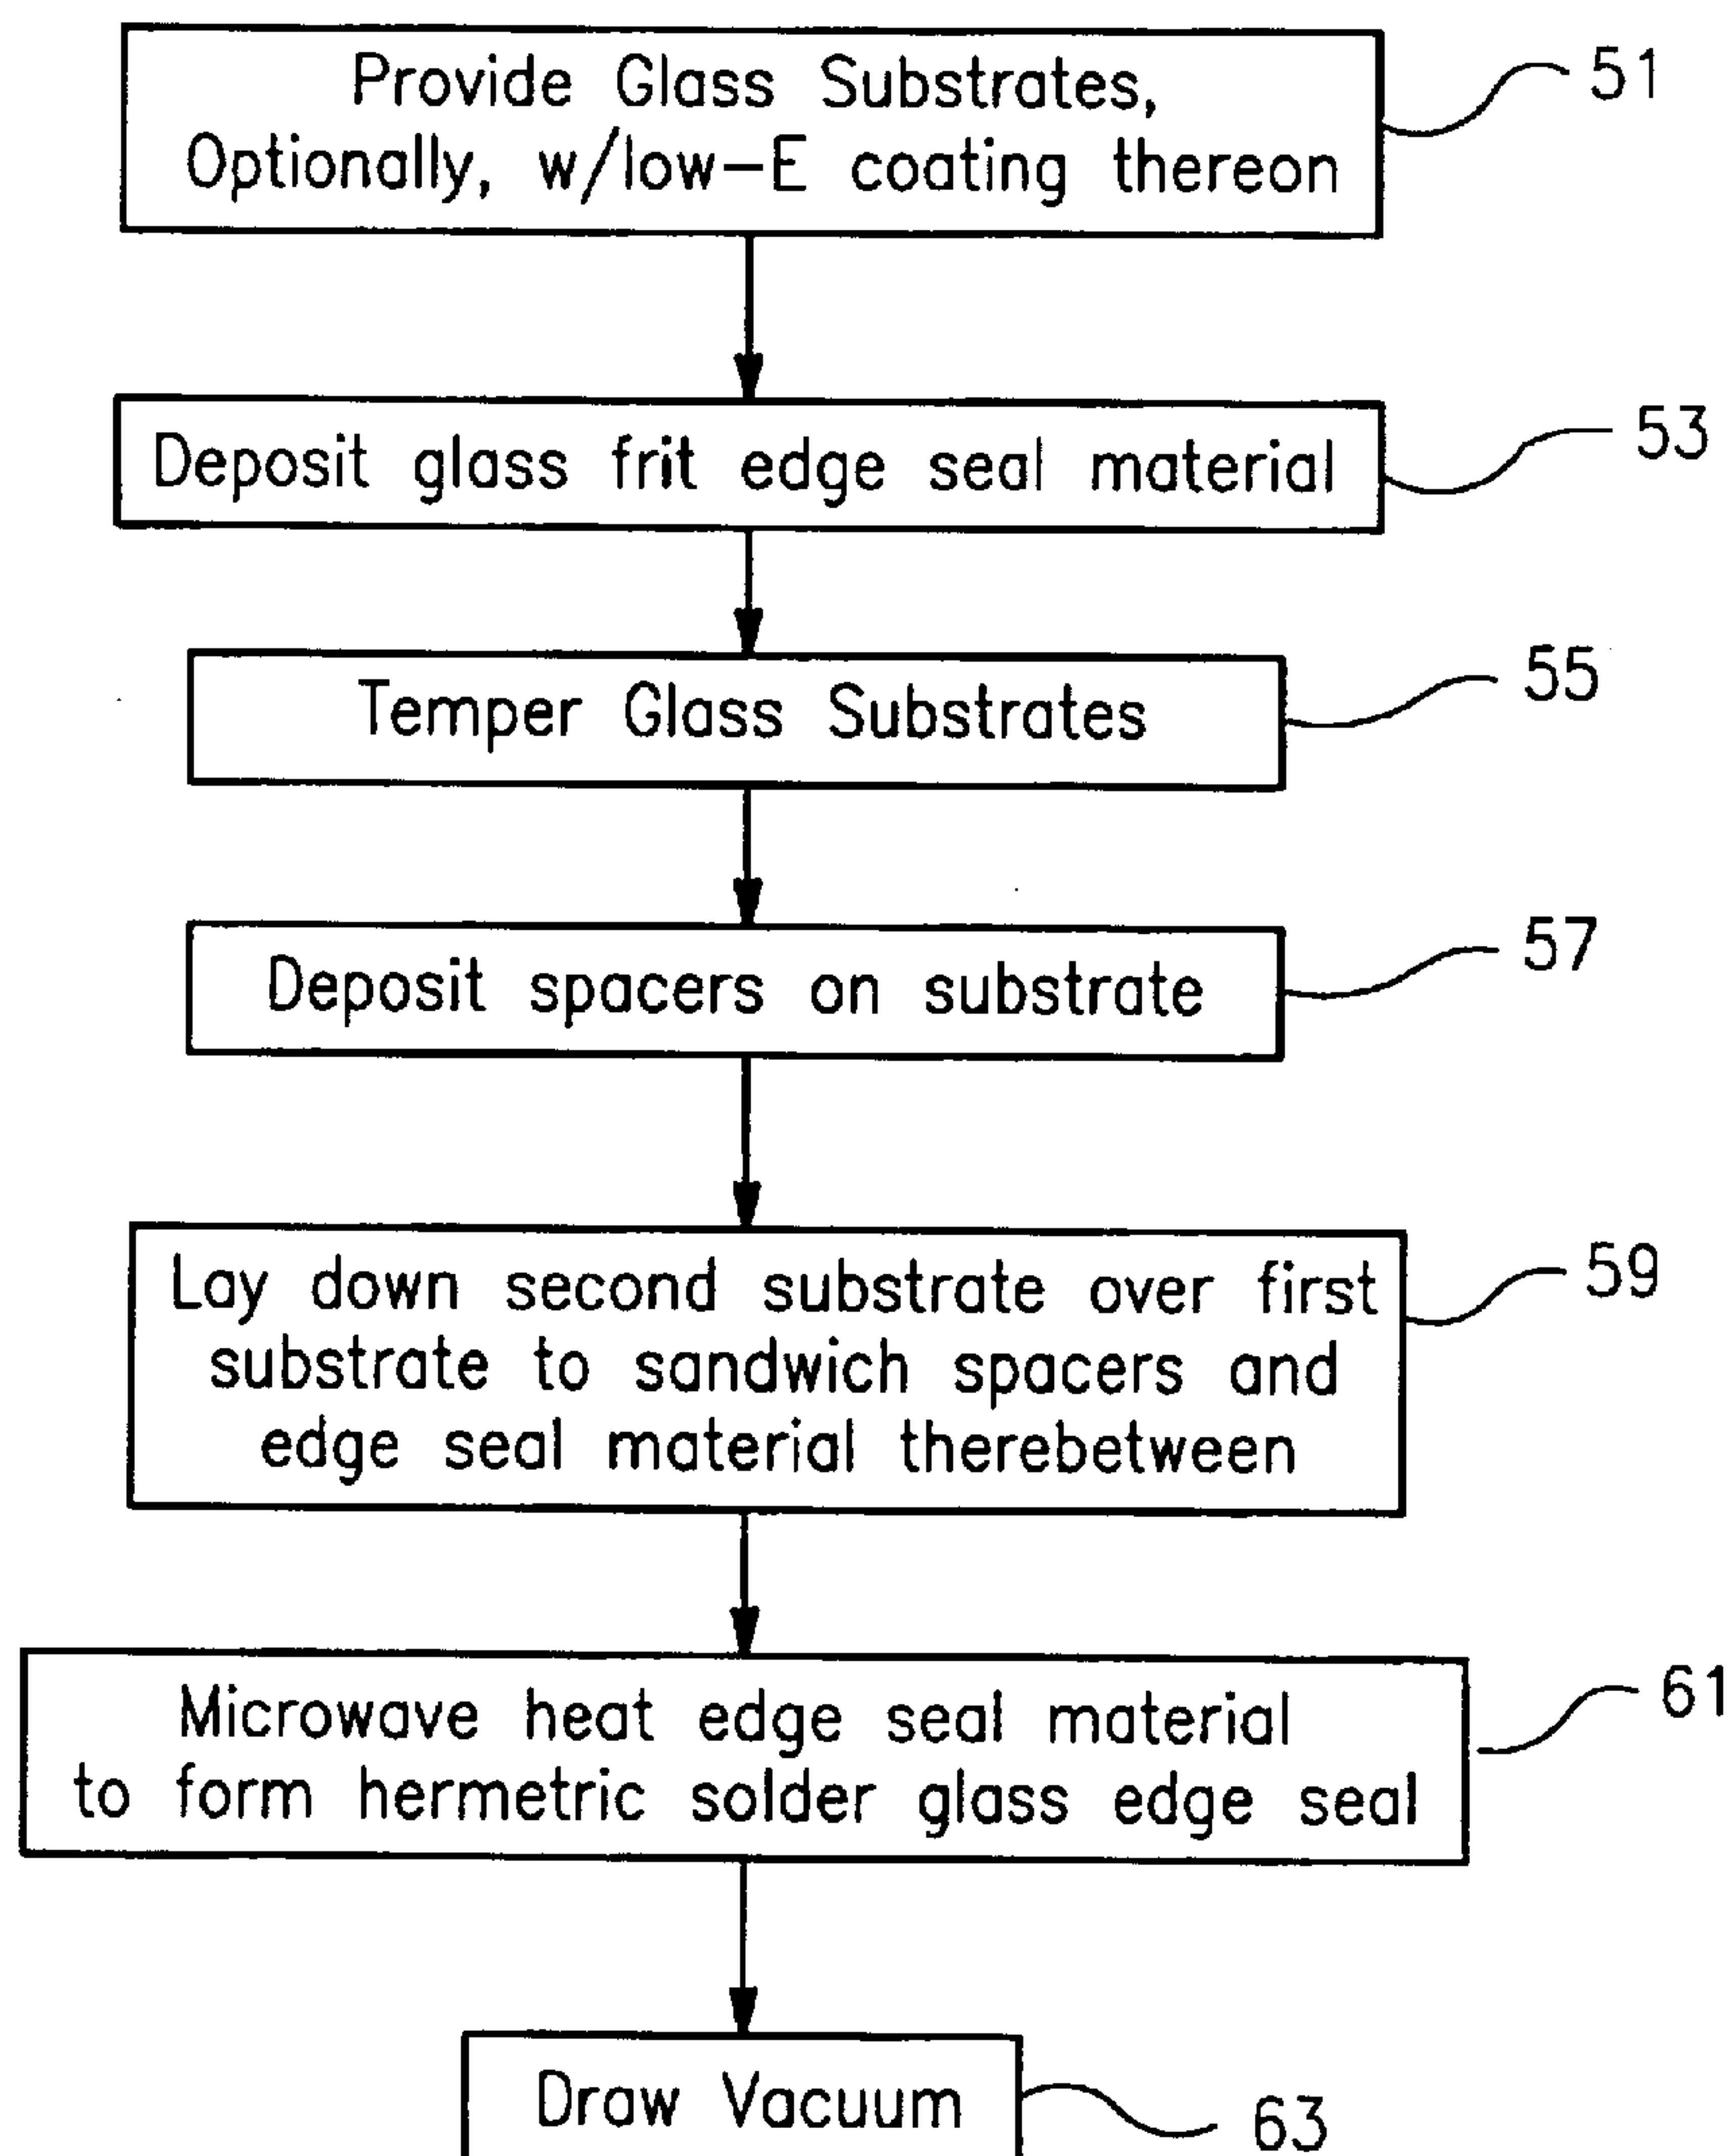 Provide Glass Substrates,
Optionally, w/low-E coating thereon
51
Deposit glass frit edge seal material
53
Temper Glass Substrates
55
Deposit spacers on substrate
57
Lay down second substrate over first
substrate to sandwich spacers and
edge seal material therebetween
59
Microwave heat edge seal material
to form hermetric solder glass edge seal
61
Draw Vacuum
63